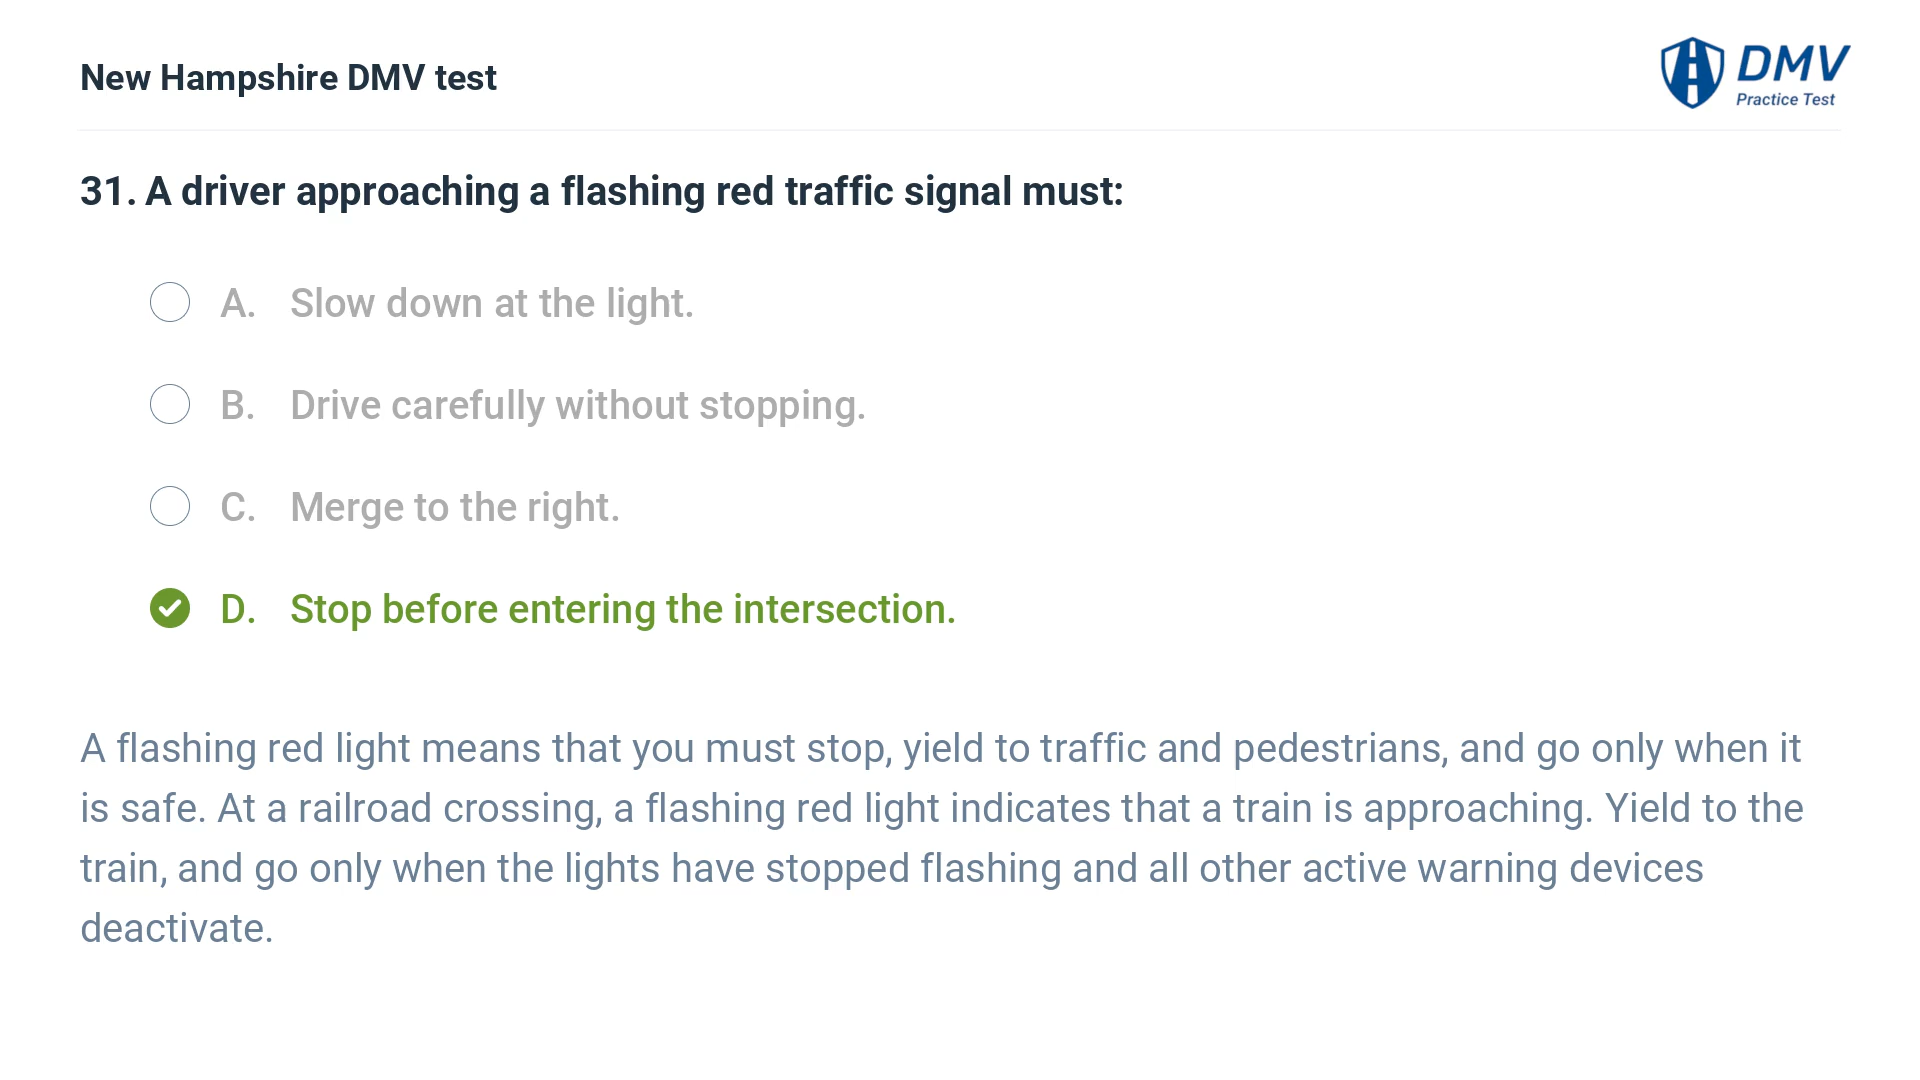 New Hampshire DMV test
DMV
Practice Test
31. A driver approaching a flashing red traffic signal must:
A. Slow down at the light.
B. Drive carefully without stopping.
C. Merge to the right.
D. Stop before entering the intersection.
A flashing red light means that you must stop, yield to traffic and pedestrians, and go only when it
is safe. At a railroad crossing, a flashing red light indicates that a train is approaching. Yield to the
train, and go only when the lights have stopped flashing and all other active warning devices
deactivate.